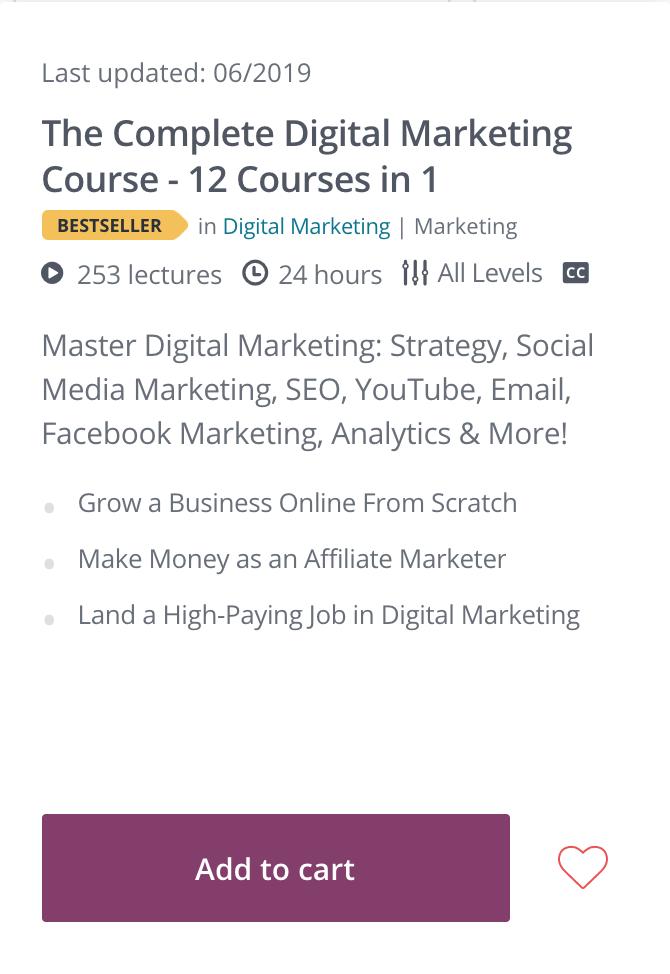 Last updated: 06/2019
The Complete Digital Marketing
Course - 12 Courses in 1
BESTSELLER in Digital Marketing | Marketing
253 lectures 24 hours All Levels CC
Master Digital Marketing: Strategy, Social
Media Marketing, SEO, YouTube, Email,
Facebook Marketing, Analytics & More!
Grow a Business Online From Scratch
Make Money as an Affiliate Marketer
Land a High-Paying Job in Digital Marketing
Add to cart